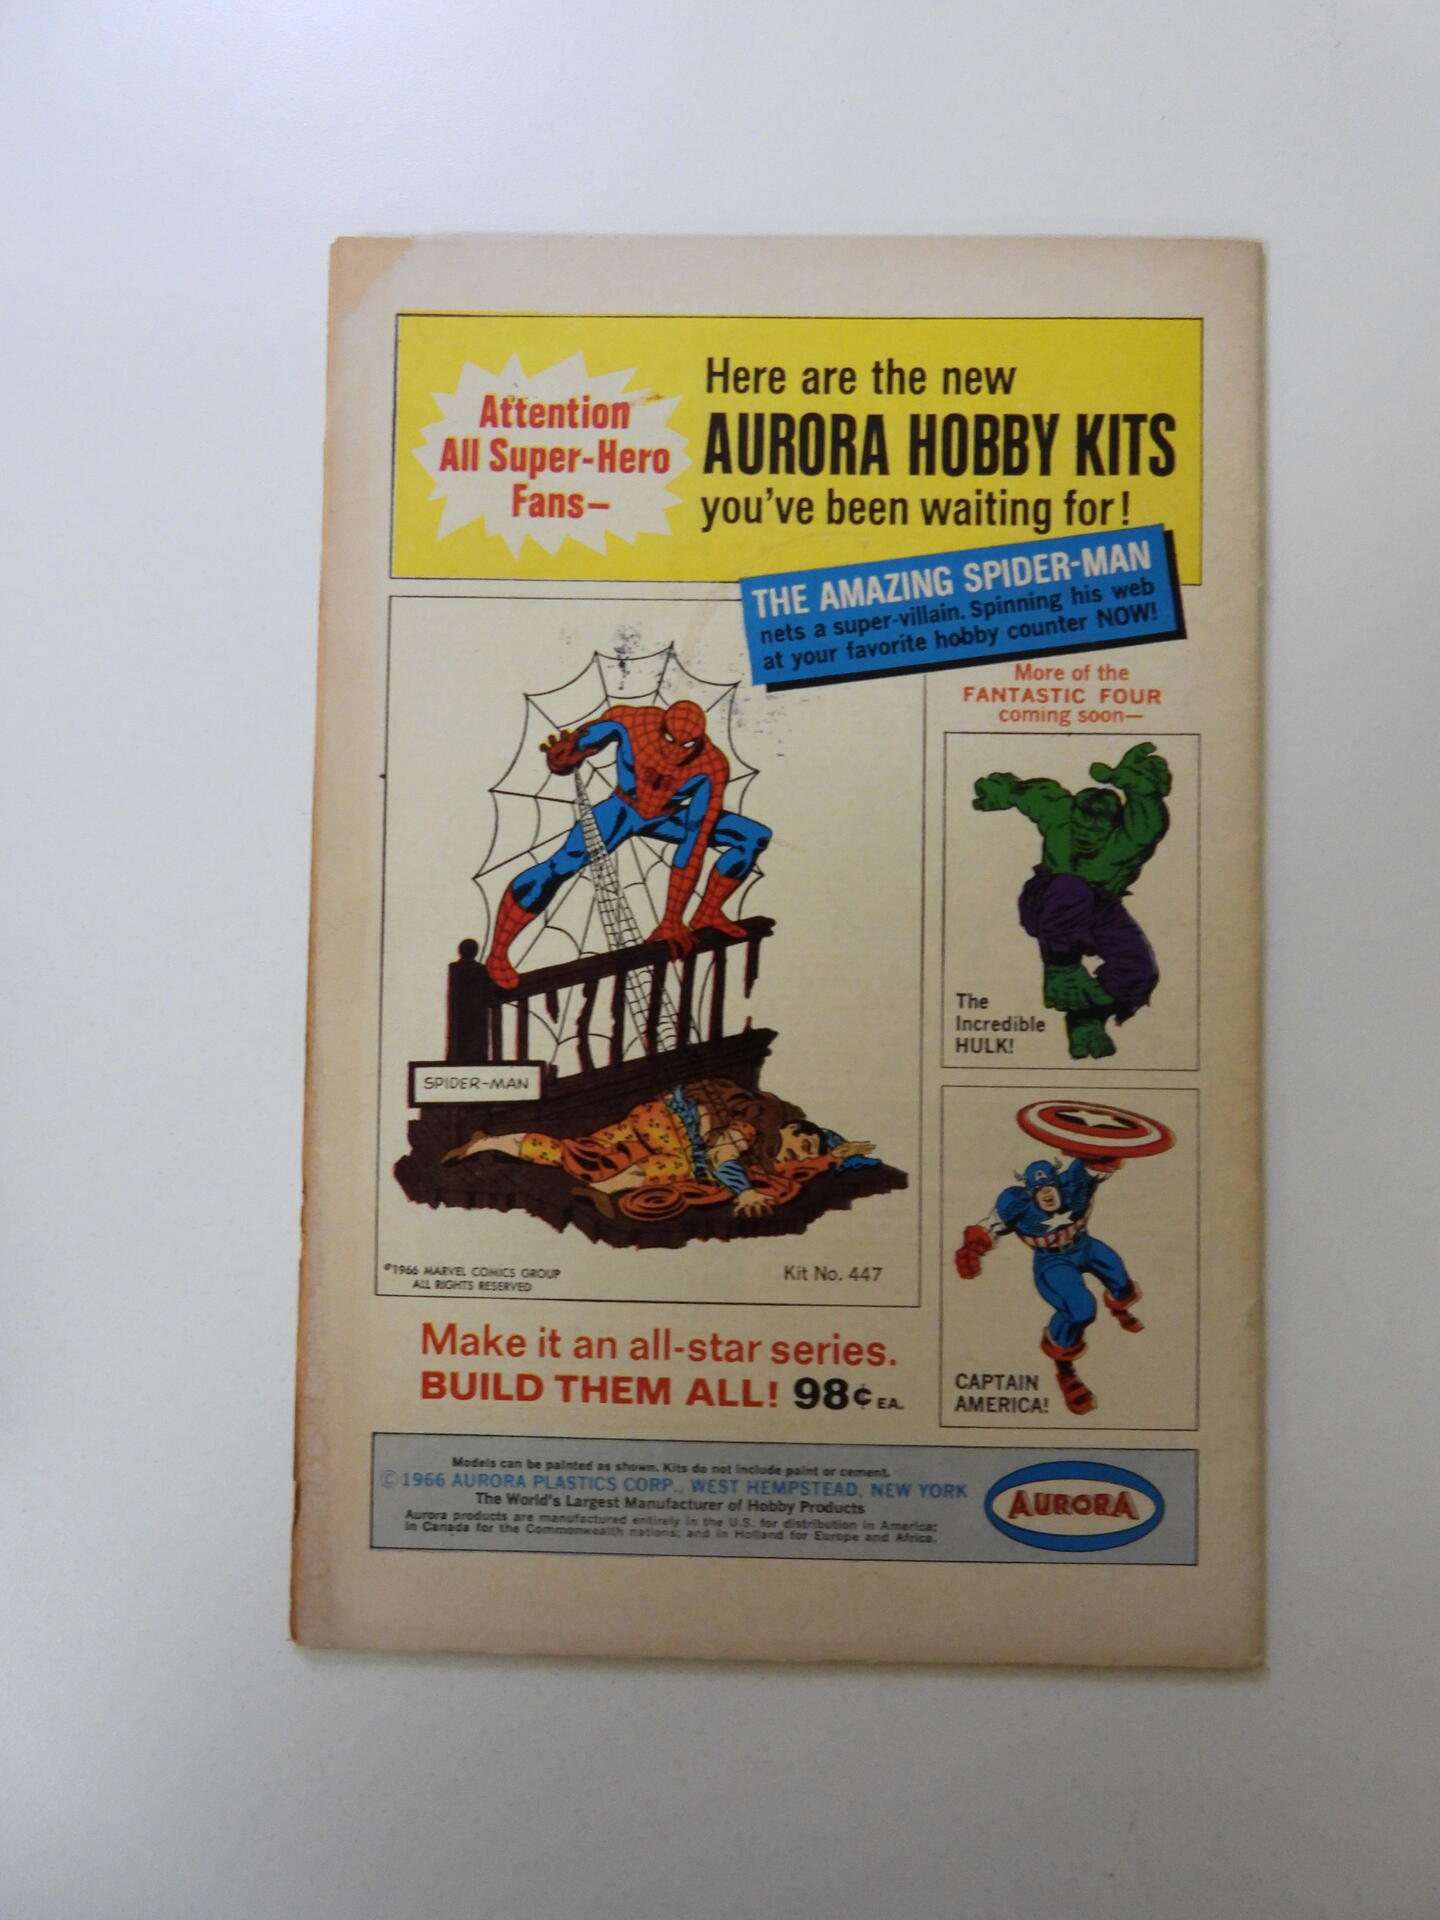 Attention
All Super-Hero
Fans—
Here are the new
AURORA HOBBY KITS
you've been waiting for!
THE AMAZING SPIDER-MAN
nets a super-villain. Spinning his web
at your favorite hobby counter NOW!
More of the
FANTASTIC FOUR
coming soon—
The
Incredible
HULK!
SPIDER-MAN
©1966 MARVEL COMICS GROUP
ALL RIGHTS RESERVED
Kit No. 447
CAPTAIN
AMERICA!
Make it an all-star series.
BUILD THEM ALL! 98¢ EA.
Models can be painted as shown. Kits do not include paint or cement.
©1966 AURORA PLASTICS CORP., WEST HEMPSTEAD, NEW YORK
The World's Largest Manufacturer of Hobby Products
Aurora products are manufactured entirely in the U.S. for distribution in America;
in Canada for the Commonwealth nations; and in Holland for Europe and Africa.
AURORA